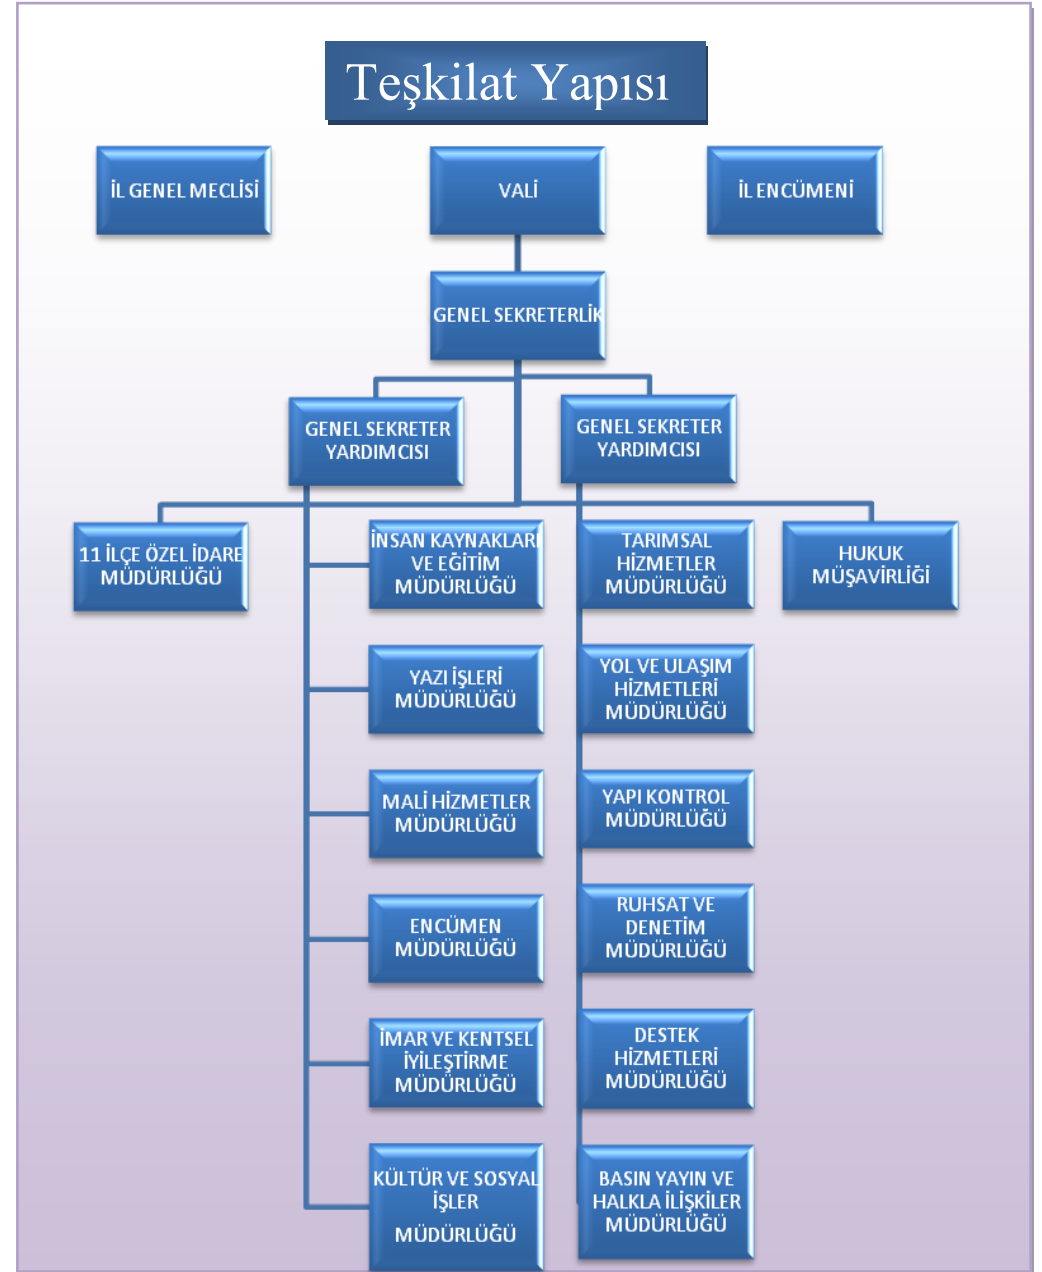 Teşkilat Yapısı
İL GENEL MECLİSİ
VALİ
İL ENCÜMENİ
GENEL SEKRETERLİK
GENEL SEKRETER
YARDIMCISI
GENEL SEKRETER
YARDIMCISI
11 İLÇE ÖZEL İDARE
MÜDÜRLÜĞÜ
İNSAN KAYNAKLARI
VE EĞİTİM
MÜDÜRLÜĞÜ
TARIMSAL
HİZMETLER
MÜDÜRLÜĞÜ
HUKUK
MÜŞAVİRLİĞİ
YAZI İŞLERİ
MÜDÜRLÜĞÜ
YOL VE ULAŞIM
HİZMETLERİ
MÜDÜRLÜĞÜ
MALİ HİZMETLER
MÜDÜRLÜĞÜ
YAPI KONTROL
MÜDÜRLÜĞÜ
ENCÜMEN
MÜDÜRLÜĞÜ
RUHSAT VE
DENETİM
MÜDÜRLÜĞÜ
İMAR VE KENTSEL
İYİLEŞTİRME
MÜDÜRLÜĞÜ
DESTEK
HİZMETLERİ
MÜDÜRLÜĞÜ
KÜLTÜR VE SOSYAL
İŞLER
MÜDÜRLÜĞÜ
BASIN YAYIN VE
HALKLA İLİŞKİLER
MÜDÜRLÜĞÜ